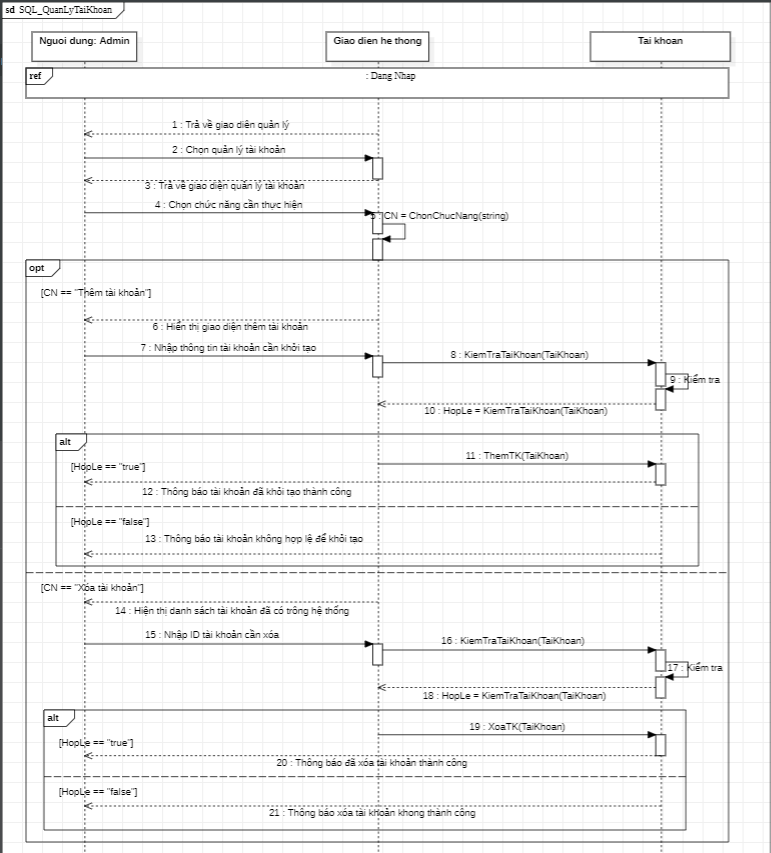 sd SQL_QuanLyTaiKhoan
Nguoi dung: Admin
Giao dien he thong
Tai khoan
ref
: Dang Nhap
1 : Trả về giao diện quản lý
2 : Chọn quản lý tài khoản
3 : Trả về giao diện quản lý tài khoản
4 : Chọn chức năng cần thực hiện
5 : CN = ChonChucNang(string)
opt
[CN == "Thêm tài khoản"]
6 : Hiển thị giao diện thêm tài khoản
7 : Nhập thông tin tài khoản cần khởi tạo
8 : KiemTraTaiKhoan(TaiKhoan)
9 : Kiểm tra
10 : HopLe = KiemTraTaiKhoan(TaiKhoan)
alt
[HopLe == "true"]
11 : ThemTK(TaiKhoan)
12 : Thông báo tài khoản đã khởi tạo thành công
[HopLe == "false"]
13 : Thông báo tài khoản không hợp lệ để khởi tạo
[CN == "Xóa tài khoản"]
14 : Hiện thị danh sách tài khoản đã có trông hệ thống
15 : Nhập ID tài khoản cần xóa
16 : KiemTraTaiKhoan(TaiKhoan)
17 : Kiểm tra
18 : HopLe = KiemTraTaiKhoan(TaiKhoan)
alt
19 : XoaTK(TaiKhoan)
[HopLe == "true"]
20 : Thông báo đã xóa tài khoản thành công
[HopLe == "false"]
21 : Thông báo xóa tài khoản khong thành công